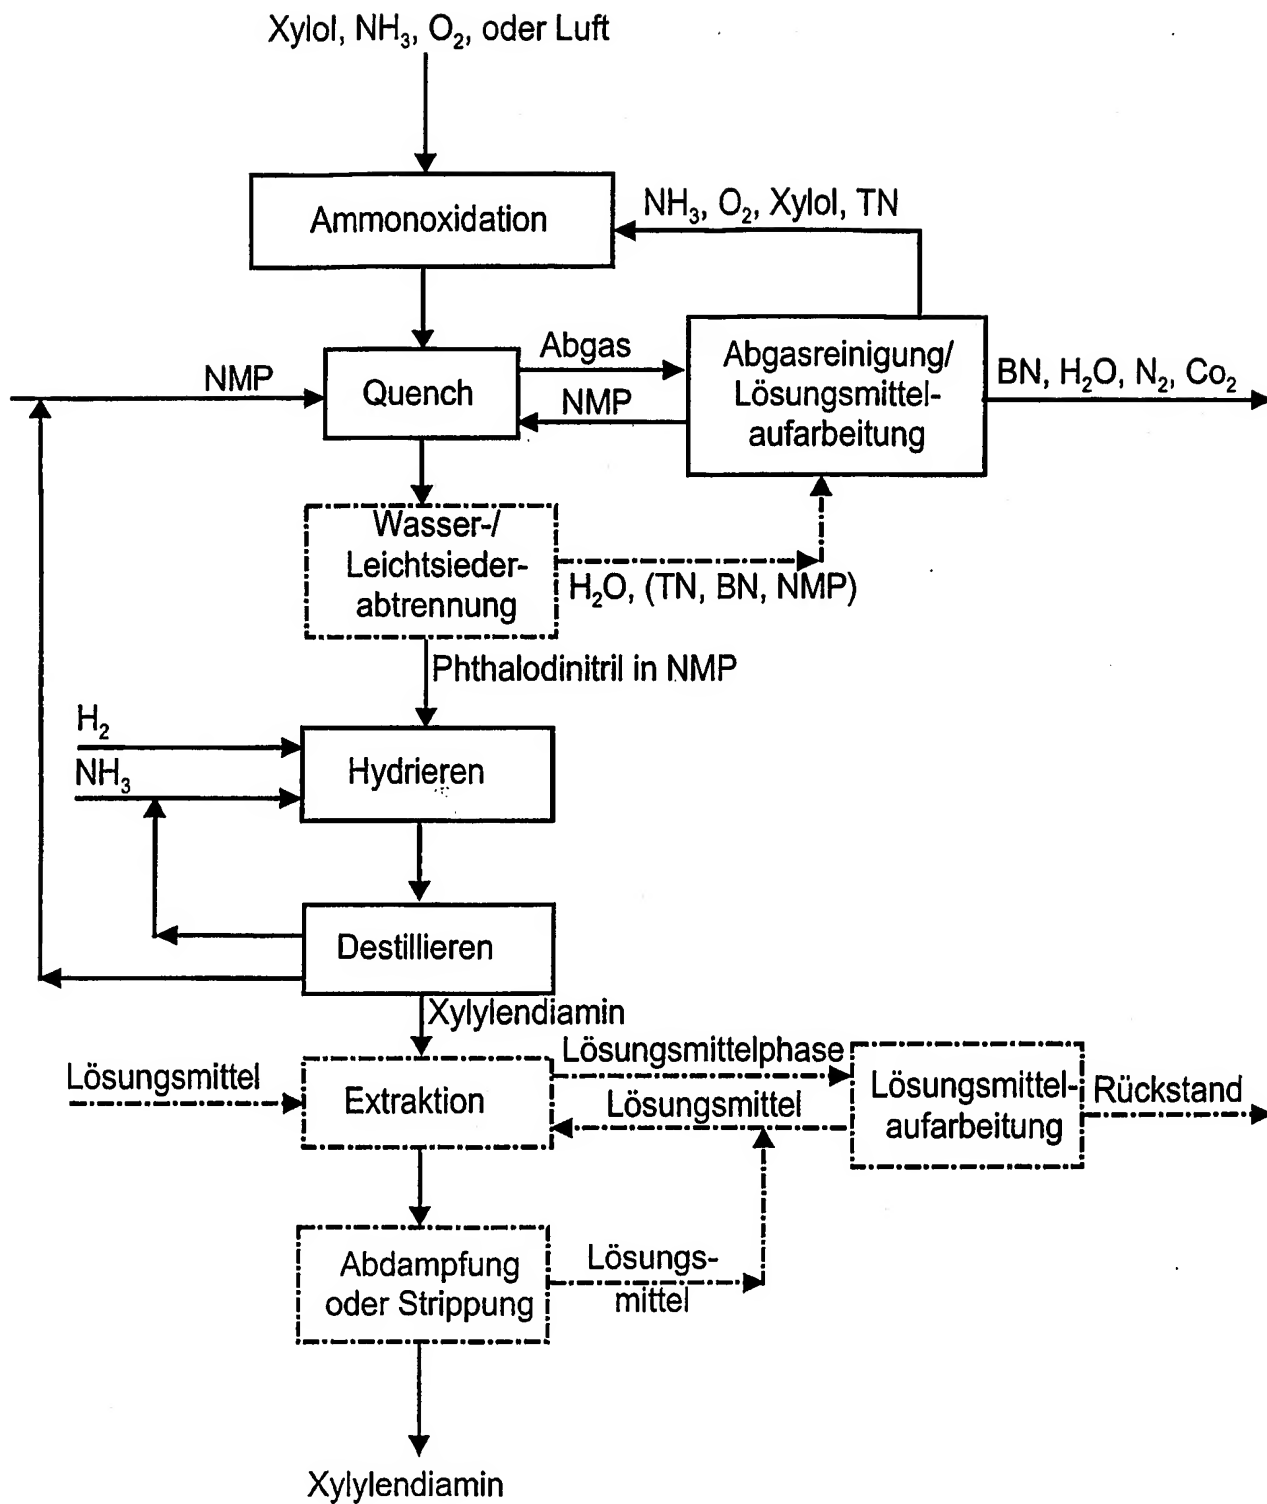 Xylol, NH₃, O₂, oder Luft
Ammonoxidation
NH₃, O₂, Xylol, TN
NMP
Quench
Abgas
NMP
Abgasreinigung/
Lösungsmittel-
aufarbeitung
BN, H₂O, N₂, Co₂
Wasser-/
Leichtsieder-
abtrennung
H₂O, (TN, BN, NMP)
Phthalodinitril in NMP
H₂
NH₃
Hydrieren
Destillieren
Xylylendiamin
Lösungsmittel
Extraktion
Lösungsmittelphase
Lösungsmittel
Lösungsmittel-
aufarbeitung
Rückstand
Abdampfung
oder Strippung
Lösungs-
mittel
Xylylendiamin